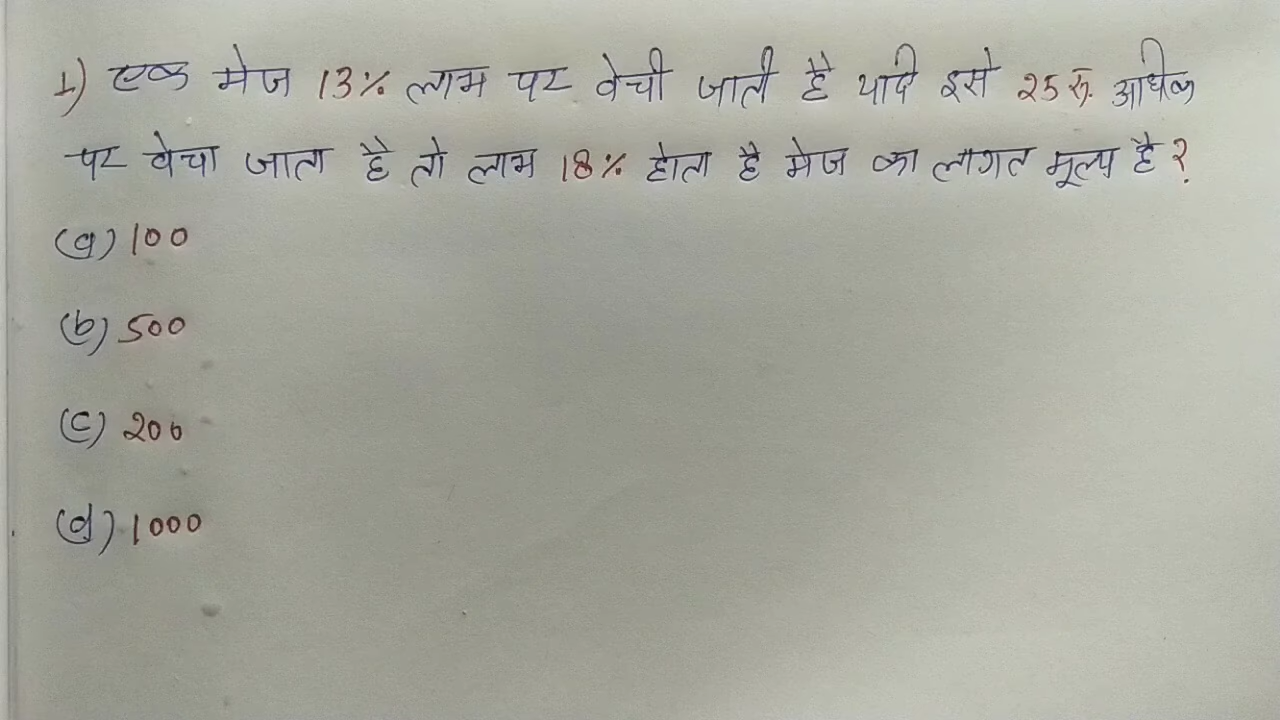 1) एक मेज 13% लाभ पर बेची जाती है यदि इसे 25 रु. अधिक
पर बेचा जाता है तो लाभ 18% होता है मेज का लागत मूल्य है ?
(a) 100
(b) 500
(c) 200
(d) 1000